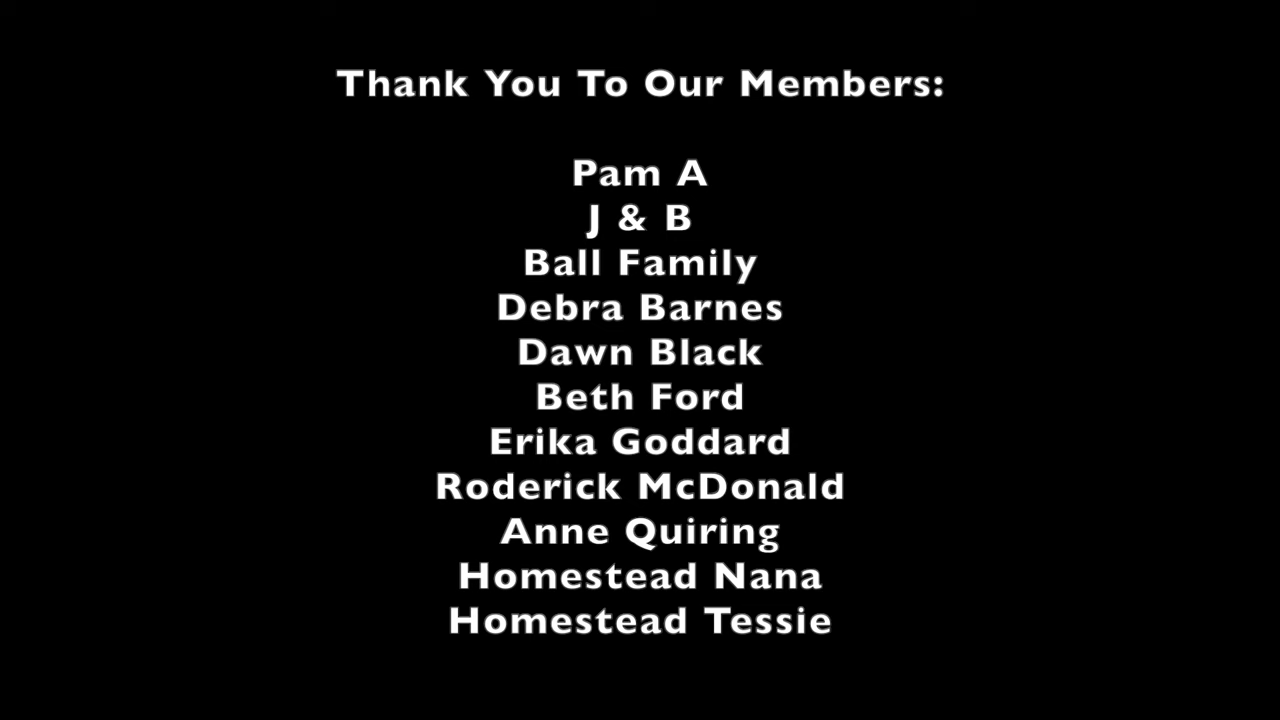 Thank You To Our Members:
Pam A
J & B
Ball Family
Debra Barnes
Dawn Black
Beth Ford
Erika Goddard
Roderick McDonald
Anne Quiring
Homestead Nana
Homestead Tessie